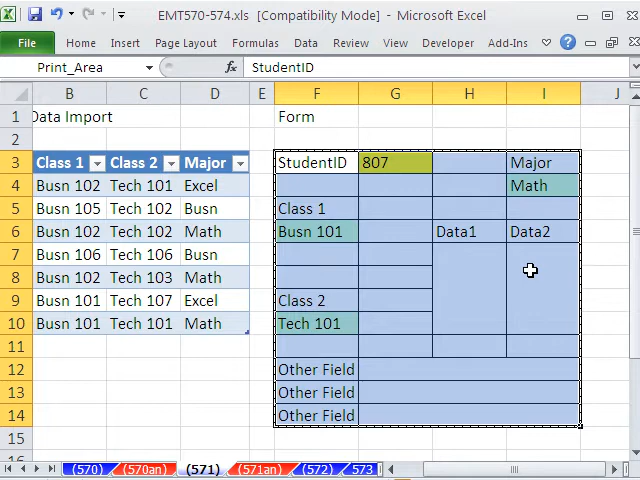 EMT570-574.xls [Compatibility Mode] - Microsoft Excel
File Home Insert Page Layout Formulas Data Review View Developer Add-Ins
Print_Area fx StudentID
B C D E F G H I J
1 Data Import Form
2
3 Class 1 Class 2 Major StudentID 807 Major
4 Busn 102 Tech 101 Excel Math
5 Busn 105 Tech 102 Busn Class 1
6 Busn 102 Tech 102 Math Busn 101 Data1 Data2
7 Busn 106 Tech 106 Busn
8 Busn 102 Tech 103 Math
9 Busn 101 Tech 107 Excel Class 2
10 Busn 101 Tech 101 Math Tech 101
11
12 Other Field
13 Other Field
14 Other Field
15
(570) (570an) (571) (571an) (572) 573